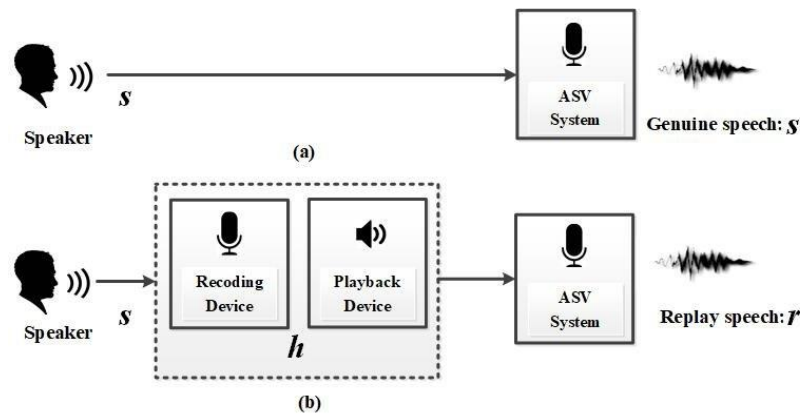 s
Speaker
ASV
System
Genuine speech: s
(a)
s
Speaker
Recoding
Device
Playback
Device
h
ASV
System
Replay speech: r
(b)